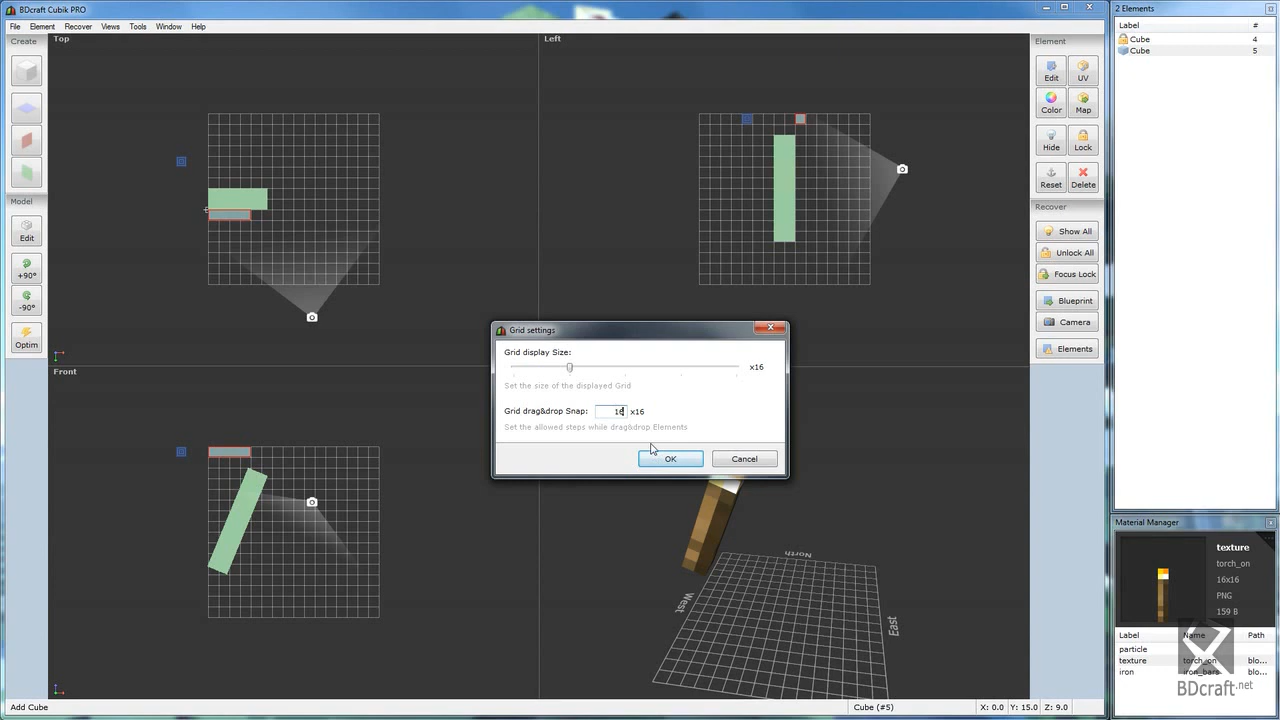 BDcraft Cubik PRO
File Element Recover Views Tools Window Help
Create
Top
Left
Model
Edit
+90°
-90°
Optim
Front
Grid settings
Grid display Size:
x16
Set the size of the displayed Grid
Grid drag&drop Snap: 16 x16
Set the allowed steps while drag&drop Elements
OK Cancel
North
West
East
Element
Edit UV
Color Map
Hide Lock
Reset Delete
Recover
Show All
Unlock All
Focus Lock
Blueprint
Camera
Elements
2 Elements
Label #
Cube 4
Cube 5
Material Manager
texture
torch_on
16x16
PNG
159 B
Label Name Path
particle
texture torch_on blo...
iron iron_bars blo...
BDcraft.net
Add Cube
Cube (#5)
X: 0.0 Y: 15.0 Z: 9.0